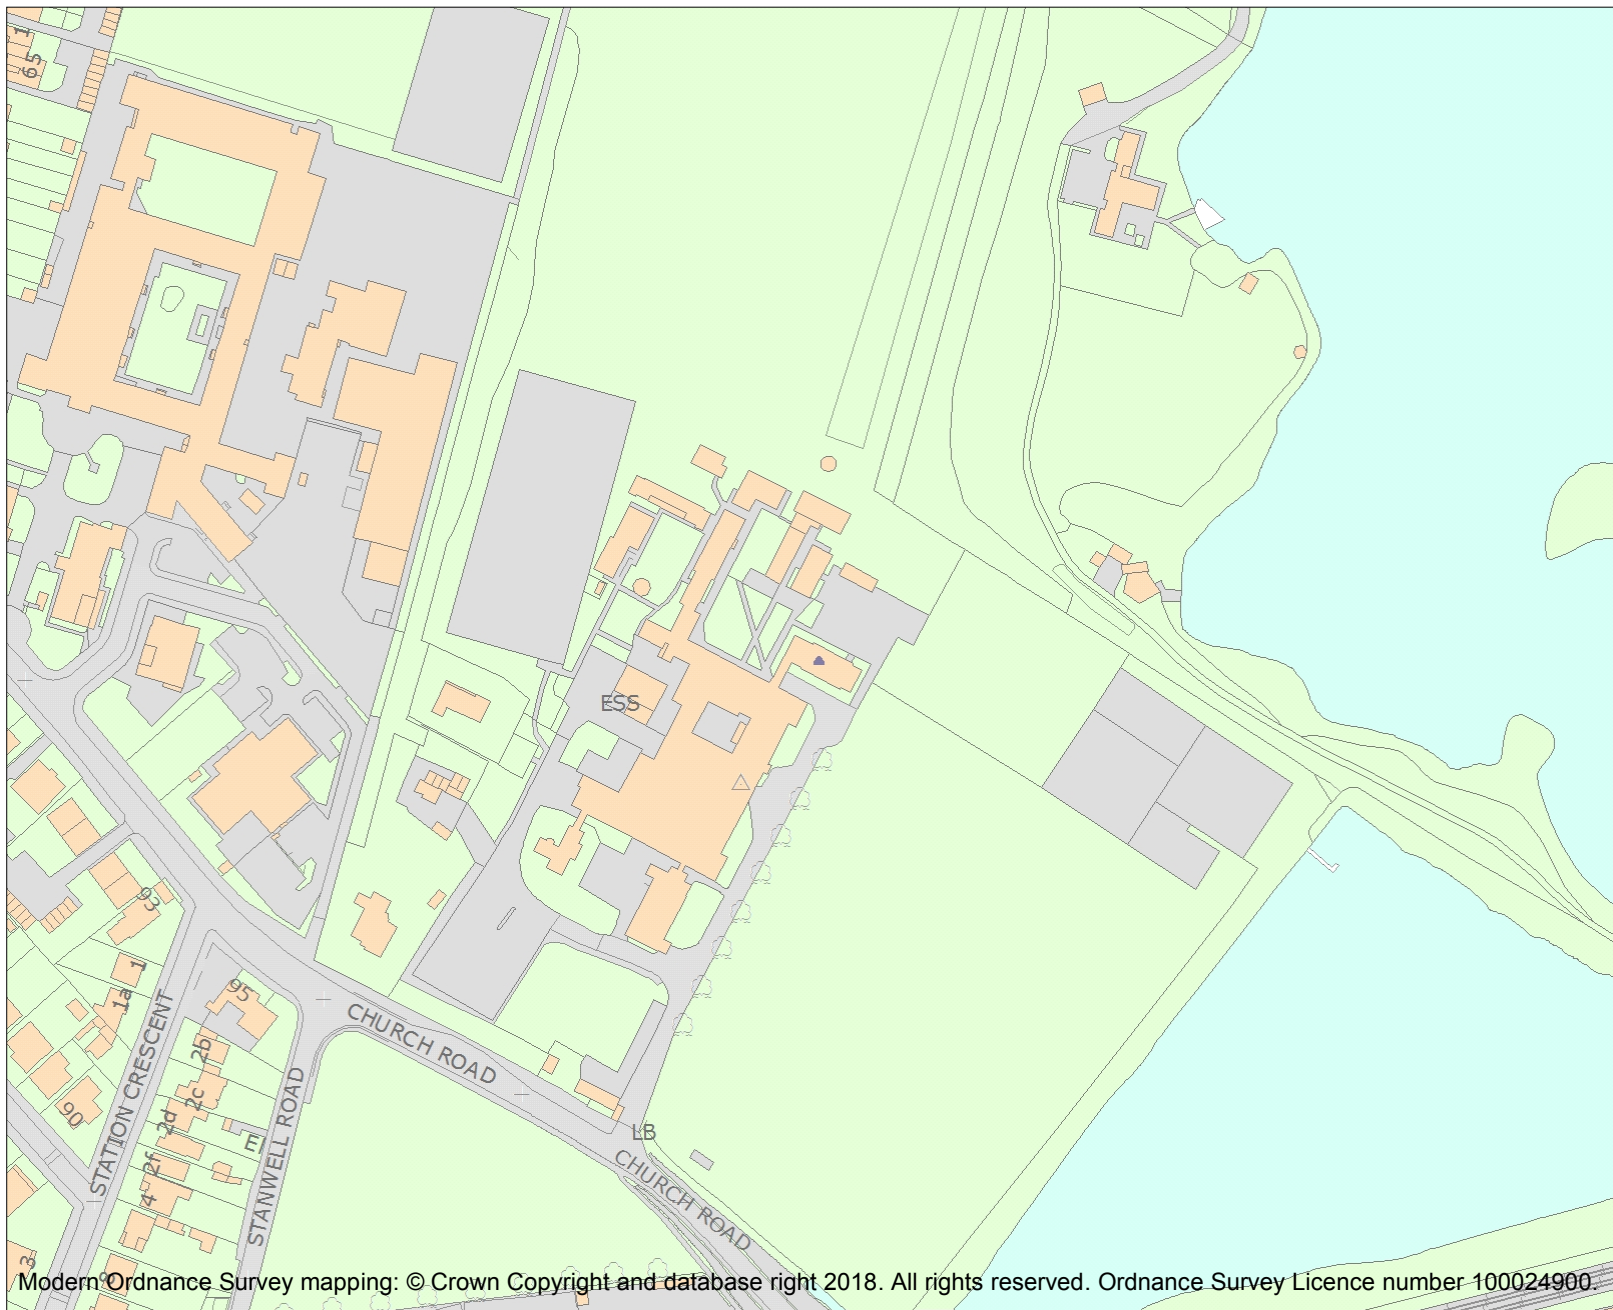 1
65
ESS
93
1
1a
95
CHURCH ROAD
2b
2c
90
2d
EI
LB
STATION CRESCENT
STANWELL ROAD
2f
CHURCH ROAD
4
3
8
Modern Ordnance Survey mapping: © Crown Copyright and database right 2018. All rights reserved. Ordnance Survey Licence number 100024900.